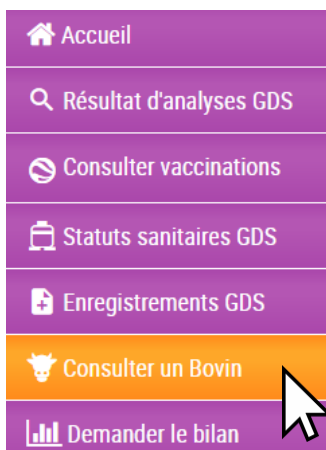 Accueil
Résultat d'analyses GDS
Consulter vaccinations
Statuts sanitaires GDS
Enregistrements GDS
Consulter un Bovin
Demander le bilan